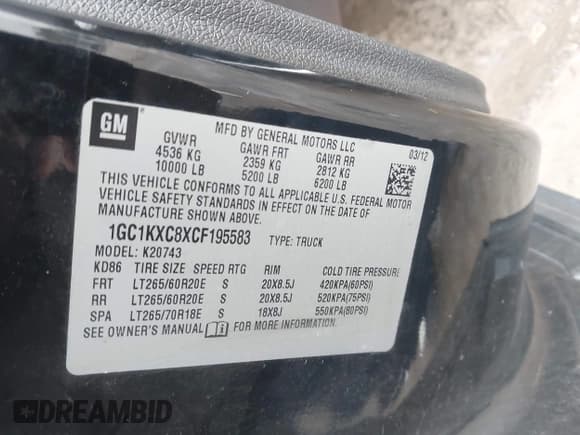 GM
MFD BY GENERAL MOTORS LLC
03/12
GVWR GAWR FRT GAWR RR
4536 KG 2359 KG 2812 KG
10000 LB 5200 LB 6200 LB
THIS VEHICLE CONFORMS TO ALL APPLICABLE U.S. FEDERAL MOTOR
VEHICLE SAFETY STANDARDS IN EFFECT ON THE DATE OF
MANUFACTURE SHOWN ABOVE.
1GC1KXC8XCF195583 TYPE: TRUCK
MODEL: K20743
KD86 TIRE SIZE SPEED RTG RIM COLD TIRE PRESSURE
FRT LT265/60R20E S 20X8.5J 420KPA(60PSI)
RR LT265/60R20E S 20X8.5J 520KPA(75PSI)
SPA LT265/70R18E S 18X8J 550KPA(80PSI)
SEE OWNER'S MANUAL FOR MORE INFORMATION.
DREAMBID